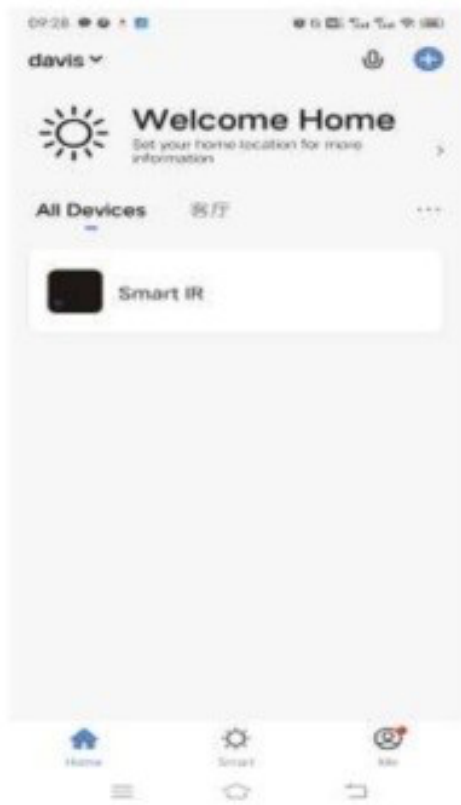 09:28
davis
Welcome Home
Set your home location for more
information
All Devices
客厅
...
Smart IR
Home
Smart
Me